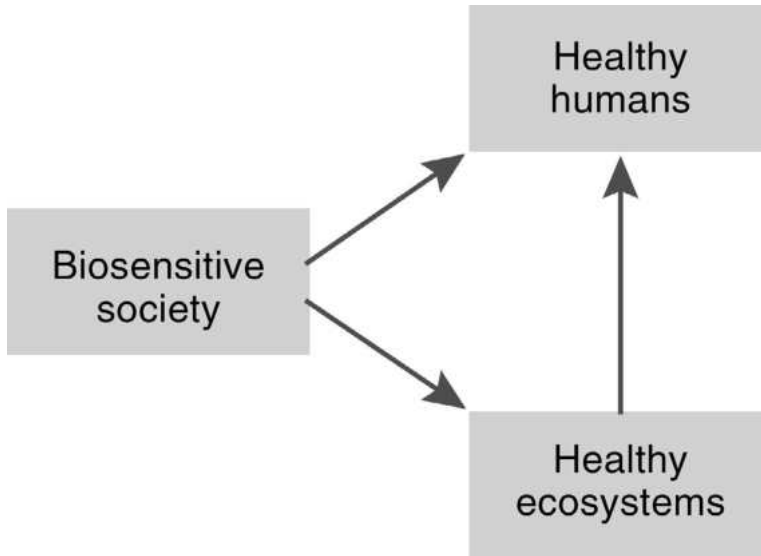 Healthy
humans
Biosensitive
society
Healthy
ecosystems